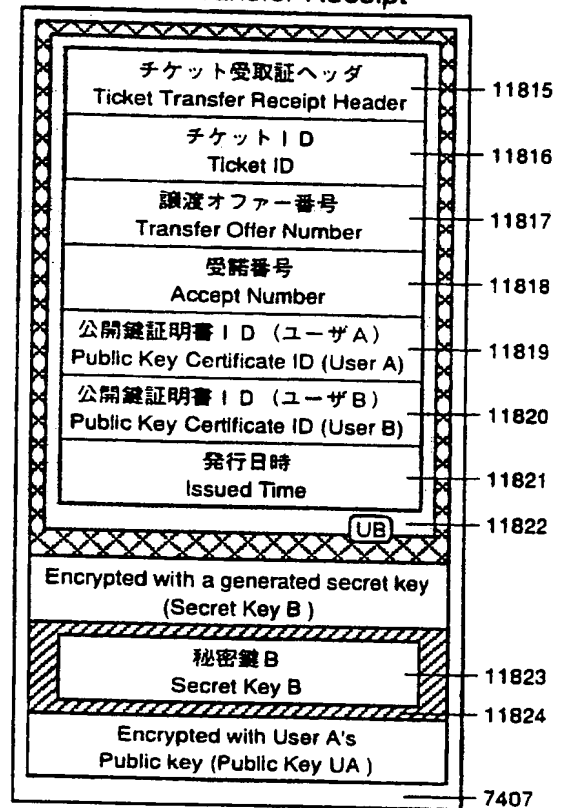 Transfer Receipt
チケット受取証ヘッダ
Ticket Transfer Receipt Header
11815
チケットID
Ticket ID
11816
譲渡オファー番号
Transfer Offer Number
11817
受諾番号
Accept Number
11818
公開鍵証明書ID (ユーザA)
Public Key Certificate ID (User A)
11819
公開鍵証明書ID (ユーザB)
Public Key Certificate ID (User B)
11820
発行日時
Issued Time
11821
UB
11822
Encrypted with a generated secret key
(Secret Key B )
秘密鍵B
Secret Key B
11823
11824
Encrypted with User A's
Public key (Public Key UA )
7407